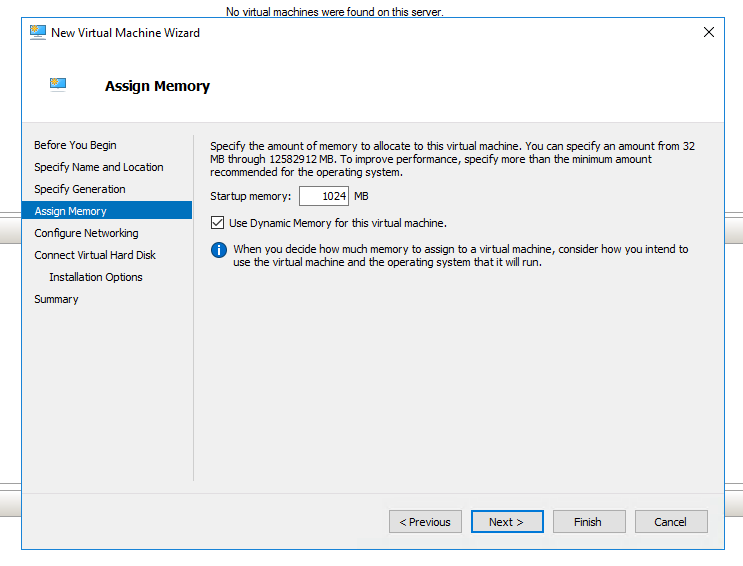 No virtual machines were found on this server.
New Virtual Machine Wizard
Assign Memory
Before You Begin
Specify Name and Location
Specify Generation
Assign Memory
Configure Networking
Connect Virtual Hard Disk
Installation Options
Summary
Specify the amount of memory to allocate to this virtual machine. You can specify an amount from 32
MB through 12582912 MB. To improve performance, specify more than the minimum amount
recommended for the operating system.
Startup memory: 1024 MB
Use Dynamic Memory for this virtual machine.
When you decide how much memory to assign to a virtual machine, consider how you intend to
use the virtual machine and the operating system that it will run.
< Previous Next > Finish Cancel